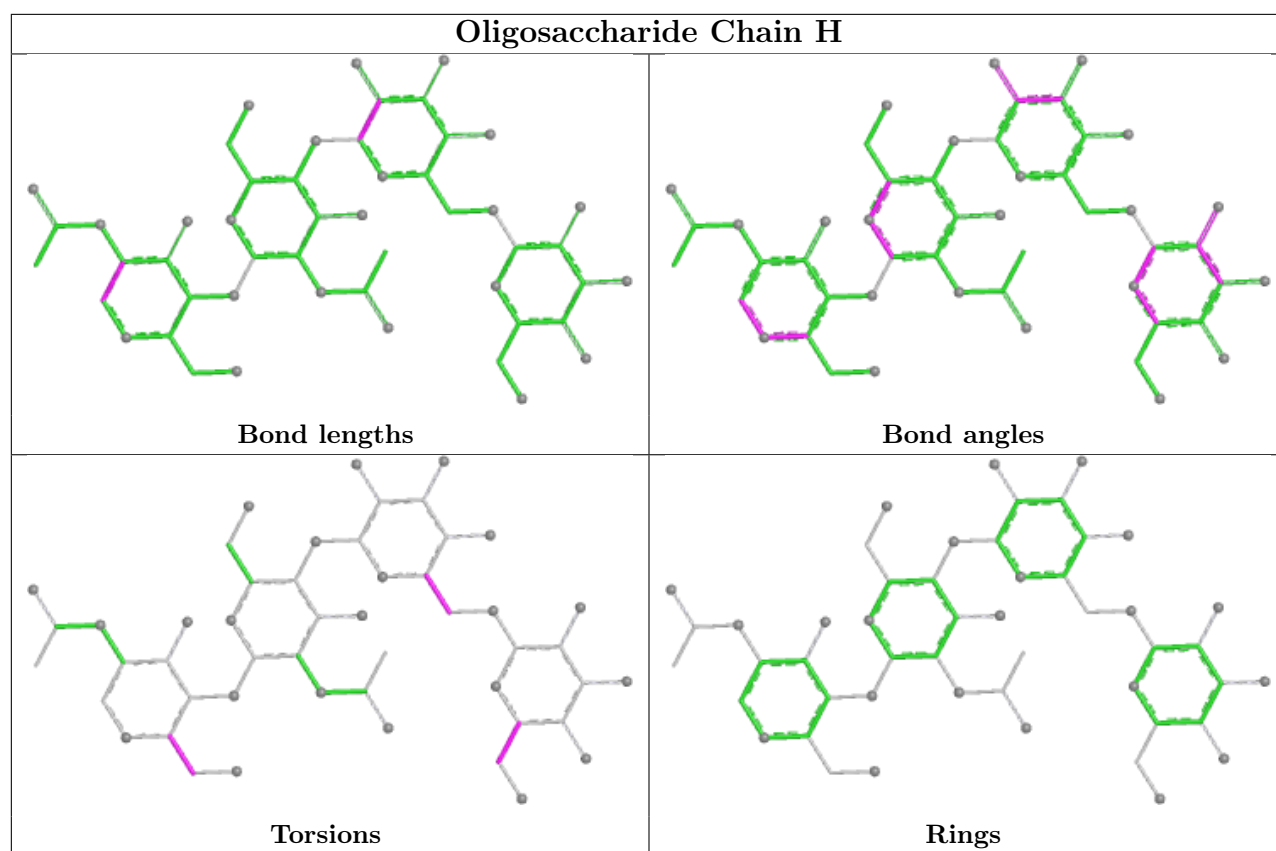 Oligosaccharide Chain H
Bond lengths
Bond angles
Torsions
Rings